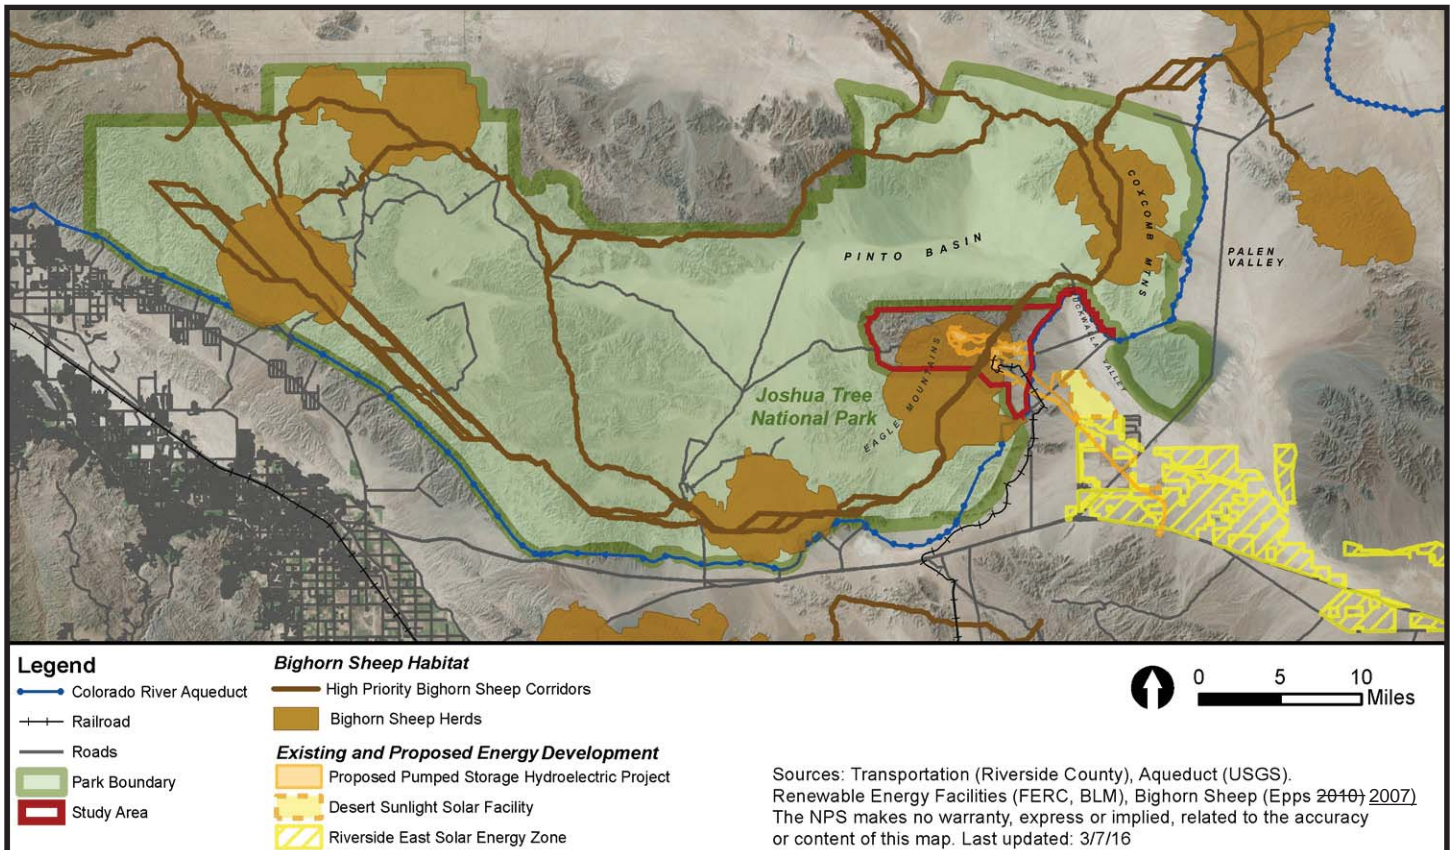 PINTO BASIN
COXCOMB MTNS
PALEN
VALLEY
EAGLE MOUNTAINS
Joshua Tree
National Park
Legend
Colorado River Aqueduct
Railroad
Roads
Park Boundary
Study Area
Bighorn Sheep Habitat
High Priority Bighorn Sheep Corridors
Bighorn Sheep Herds
Existing and Proposed Energy Development
Proposed Pumped Storage Hydroelectric Project
Desert Sunlight Solar Facility
Riverside East Solar Energy Zone
0 5 10
Miles
Sources: Transportation (Riverside County), Aqueduct (USGS).
Renewable Energy Facilities (FERC, BLM), Bighorn Sheep (Epps 2010) 2007)
The NPS makes no warranty, express or implied, related to the accuracy
or content of this map. Last updated: 3/7/16